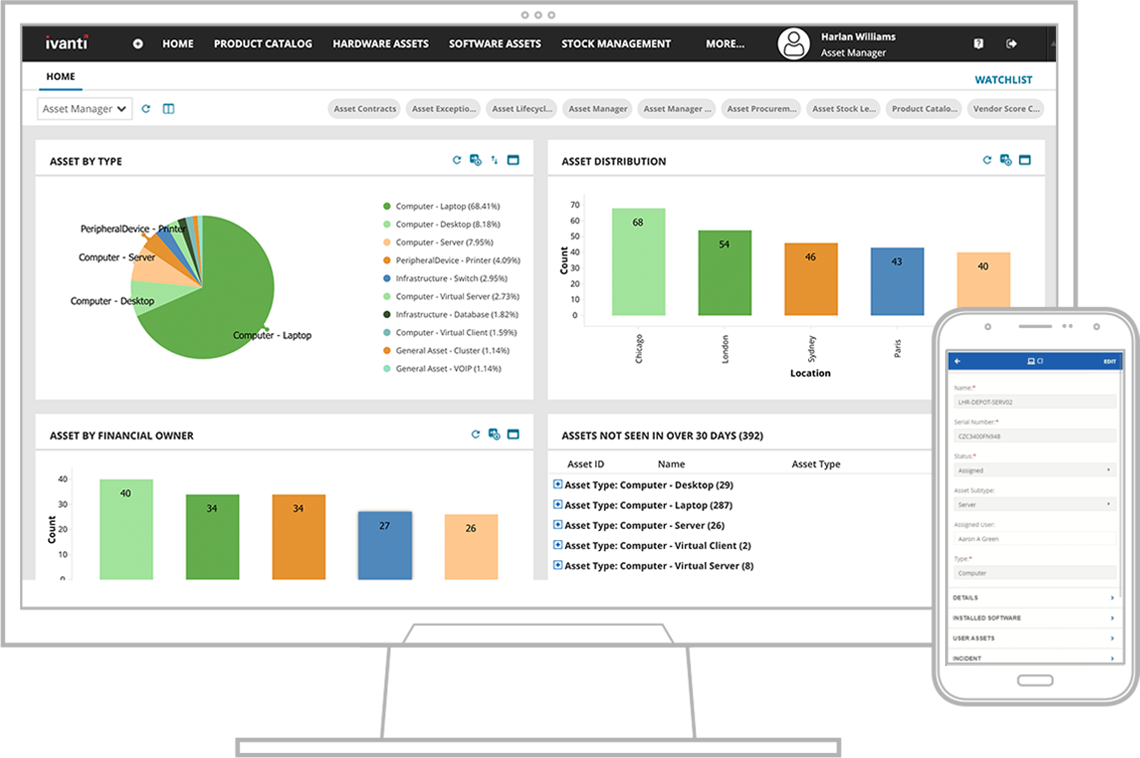 ivanti
HOME PRODUCT CATALOG HARDWARE ASSETS SOFTWARE ASSETS STOCK MANAGEMENT MORE...
Harlan Williams
Asset Manager
HOME
WATCHLIST
Asset Manager
Asset Contracts Asset Exceptio... Asset Lifecycl... Asset Manager Asset Manager ... Asset Procurem... Asset Stock Le... Product Catalo... Vendor Score C...
ASSET BY TYPE
PeripheralDevice - Printer
Computer - Server
Computer - Desktop
Computer - Laptop
Computer - Laptop (68.41%)
Computer - Desktop (8.18%)
Computer - Server (7.95%)
PeripheralDevice - Printer (4.09%)
Infrastructure - Switch (2.95%)
Computer - Virtual Server (2.73%)
Infrastructure - Database (1.82%)
Computer - Virtual Client (1.59%)
General Asset - Cluster (1.14%)
General Asset - VOIP (1.14%)
ASSET DISTRIBUTION
Count
70
60
50
40
30
20
10
0
68 54 46 43 40
Chicago London Sydney Paris
Location
ASSET BY FINANCIAL OWNER
Count
40
30
20
10
0
40 34 34 27 26
ASSETS NOT SEEN IN OVER 30 DAYS (392)
Asset ID Name Asset Type
Asset Type: Computer - Desktop (29)
Asset Type: Computer - Laptop (287)
Asset Type: Computer - Server (26)
Asset Type: Computer - Virtual Client (2)
Asset Type: Computer - Virtual Server (8)
CI EDIT
Name:*
LHR-DEPOT-SERV02
Serial Number:*
CZC3400FN94B
Status:*
Assigned
Asset Subtype:
Server
Assigned User:
Aaron A Green
Type:*
Computer
DETAILS
INSTALLED SOFTWARE
USER ASSETS
INCIDENT